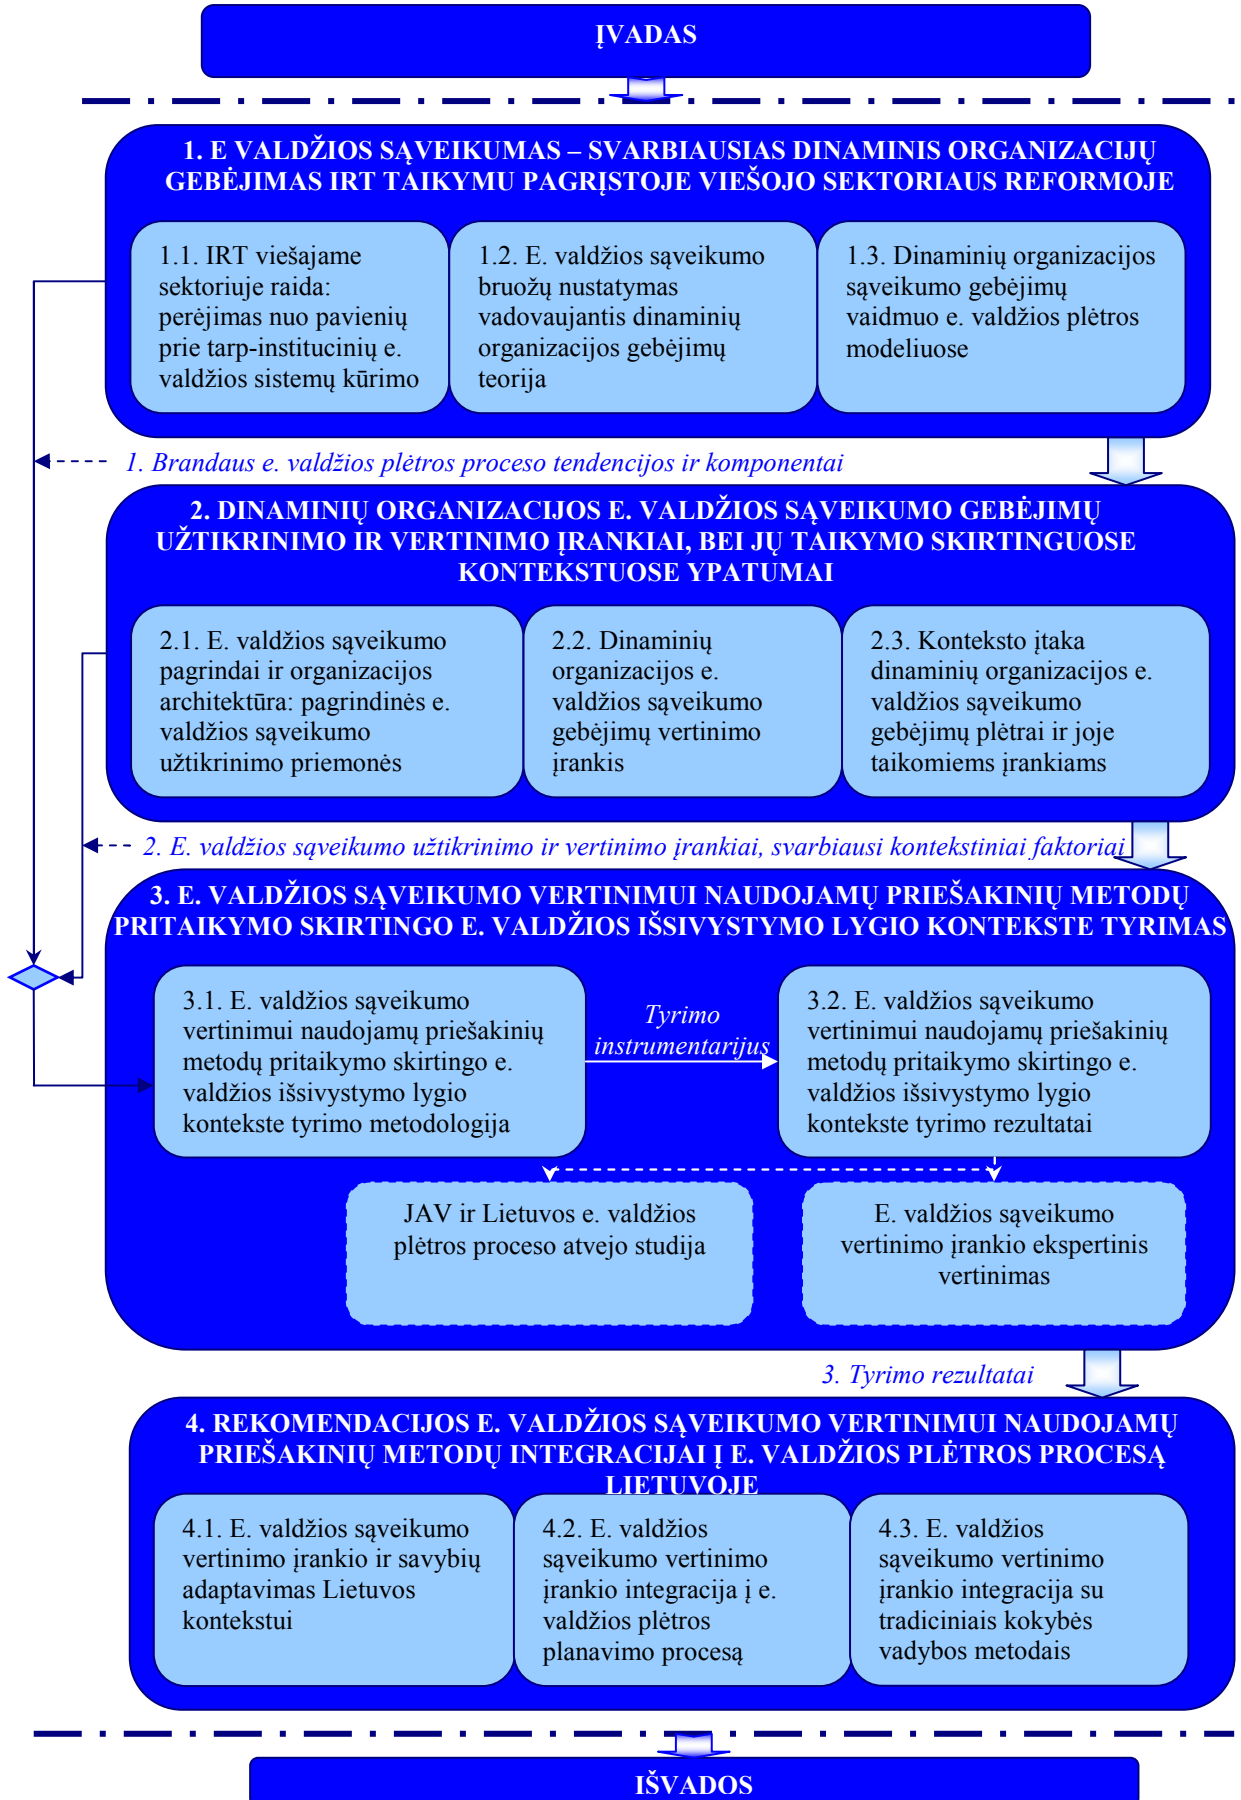 ĮVADAS
1. E VALDŽIOS SĄVEIKUMAS – SVARBIAUSIAS DINAMINIS ORGANIZACIJŲ
GEBĖJIMAS IRT TAIKYMU PAGRĮSTOJE VIEŠOJO SEKTORIAUS REFORMOJE
1.1. IRT viešajame
sektoriuje raida:
perėjimas nuo pavienių
prie tarp-institucinių e.
valdžios sistemų kūrimo
1.2. E. valdžios sąveikumo
bruožų nustatymas
vadovaujantis dinaminių
organizacijos gebėjimų
teorija
1.3. Dinaminių organizacijos
sąveikumo gebėjimų
vaidmuo e. valdžios plėtros
modeliuose
1. Brandaus e. valdžios plėtros proceso tendencijos ir komponentai
2. DINAMINIŲ ORGANIZACIJOS E. VALDŽIOS SĄVEIKUMO GEBĖJIMŲ
UŽTIKRINIMO IR VERTINIMO ĮRANKIAI, BEI JŲ TAIKYMO SKIRTINGUOSE
KONTEKSTUOSE YPATUMAI
2.1. E. valdžios sąveikumo
pagrindai ir organizacijos
architektūra: pagrindinės e.
valdžios sąveikumo
užtikrinimo priemonės
2.2. Dinaminių
organizacijos e.
valdžios sąveikumo
gebėjimų vertinimo
įrankis
2.3. Konteksto įtaka
dinaminių organizacijos e.
valdžios sąveikumo
gebėjimų plėtrai ir joje
taikomiems įrankiams
2. E. valdžios sąveikumo užtikrinimo ir vertinimo įrankiai, svarbiausi kontekstiniai faktoriai
3. E. VALDŽIOS SĄVEIKUMO VERTINIMUI NAUDOJAMŲ PRIEŠAKINIŲ METODŲ
PRITAIKYMO SKIRTINGO E. VALDŽIOS IŠSIVYSTYMO LYGIO KONTEKSTE TYRIMAS
3.1. E. valdžios sąveikumo
vertinimui naudojamų priešakinių
metodų pritaikymo skirtingo e.
valdžios išsivystymo lygio
kontekste tyrimo metodologija
Tyrimo
instrumentarijus
3.2. E. valdžios sąveikumo
vertinimui naudojamų priešakinių
metodų pritaikymo skirtingo e.
valdžios išsivystymo lygio
kontekste tyrimo rezultatai
JAV ir Lietuvos e. valdžios
plėtros proceso atvejo studija
E. valdžios sąveikumo
vertinimo įrankio ekspertinis
vertinimas
3. Tyrimo rezultatai
4. REKOMENDACIJOS E. VALDŽIOS SĄVEIKUMO VERTINIMUI NAUDOJAMŲ
PRIEŠAKINIŲ METODŲ INTEGRACIJAI Į E. VALDŽIOS PLĖTROS PROCESĄ
LIETUVOJE
4.1. E. valdžios sąveikumo
vertinimo įrankio ir savybių
adaptavimas Lietuvos
kontekstui
4.2. E. valdžios
sąveikumo vertinimo
įrankio integracija į e.
valdžios plėtros
planavimo procesą
4.3. E. valdžios
sąveikumo vertinimo
įrankio integracija su
tradiciniais kokybės
vadybos metodais
IŠVADOS